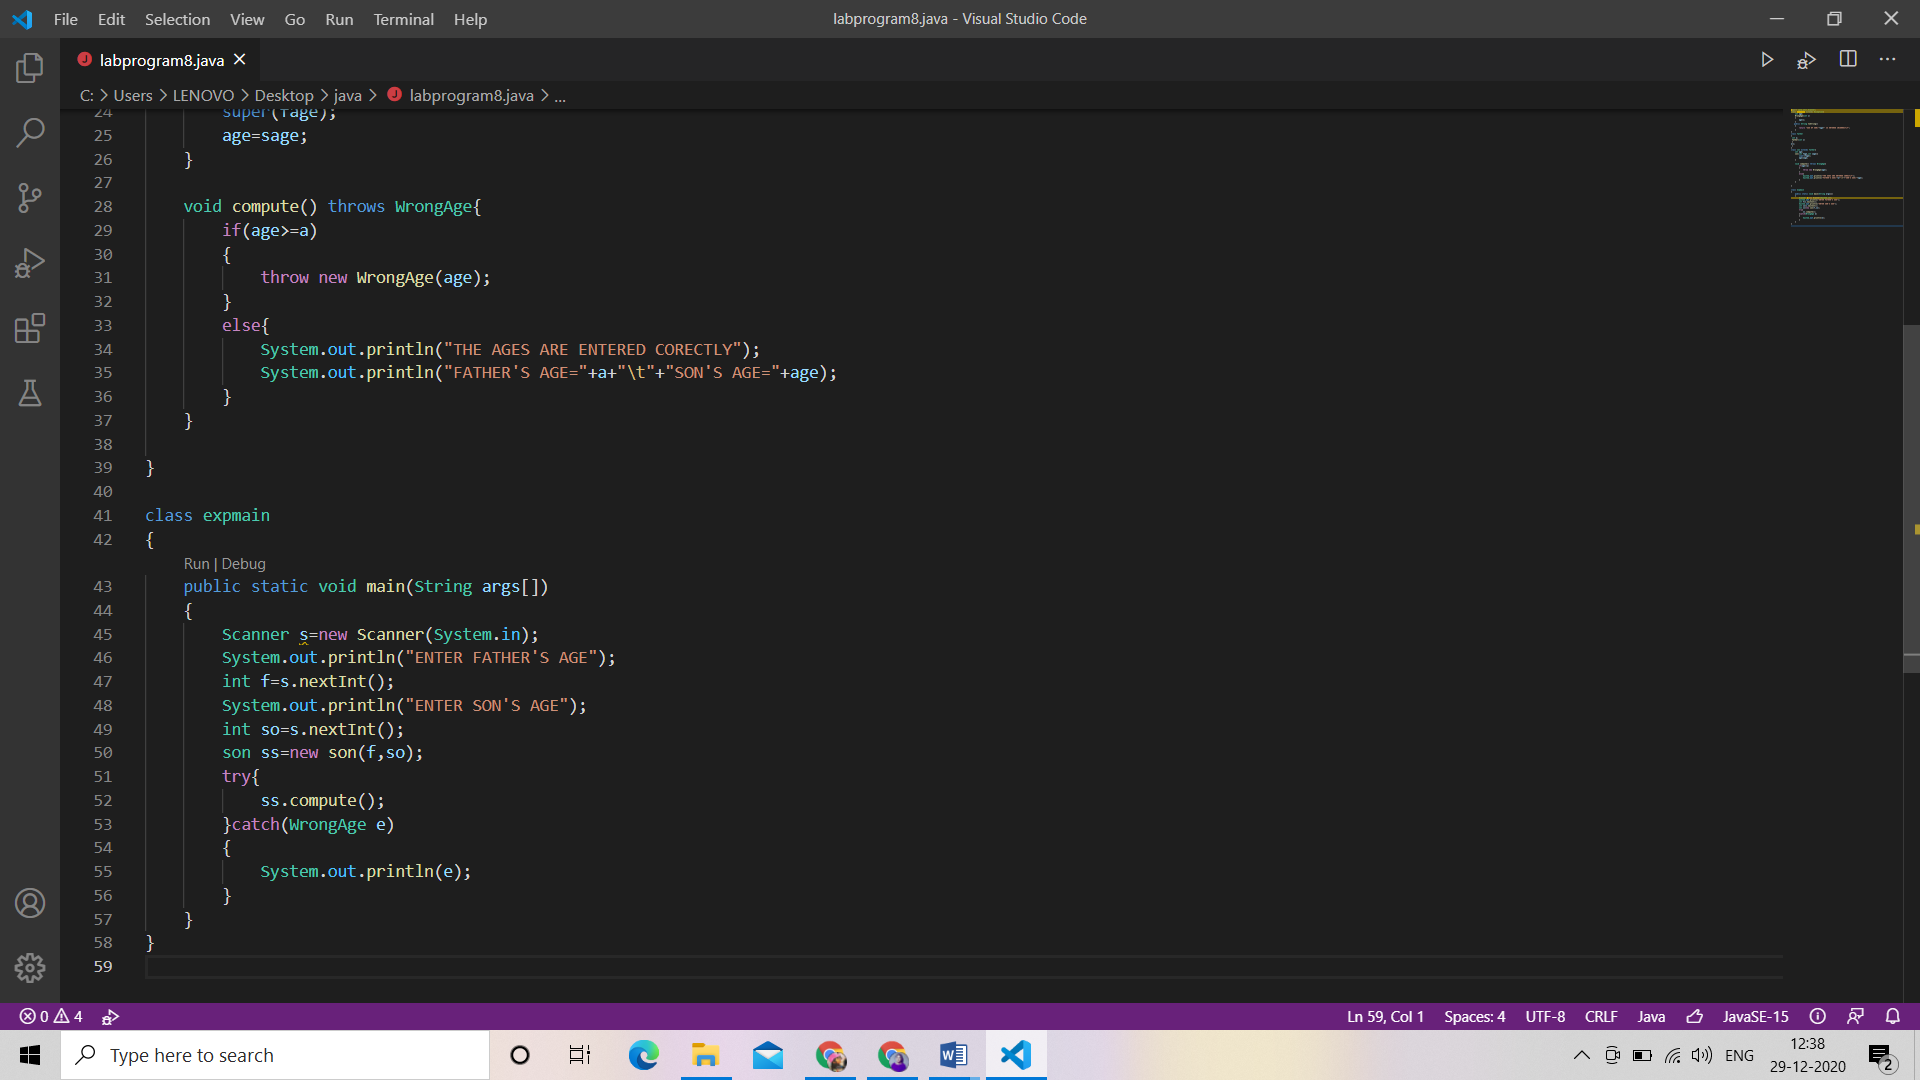 File Edit Selection View Go Run Terminal Help
labprogram8.java - Visual Studio Code
labprogram8.java
C: > Users > LENOVO > Desktop > java > labprogram8.java > ...
24 super(fage);
25 age=sage;
26 }
27
28 void compute() throws WrongAge{
29 if(age>=a)
30 {
31 throw new WrongAge(age);
32 }
33 else{
34 System.out.println("THE AGES ARE ENTERED CORECTLY");
35 System.out.println("FATHER'S AGE="+a+"\t"+"SON'S AGE="+age);
36 }
37 }
38
39 }
40
41 class expmain
42 {
Run | Debug
43 public static void main(String args[])
44 {
45 Scanner s=new Scanner(System.in);
46 System.out.println("ENTER FATHER'S AGE");
47 int f=s.nextInt();
48 System.out.println("ENTER SON'S AGE");
49 int so=s.nextInt();
50 son ss=new son(f,so);
51 try{
52 ss.compute();
53 }catch(WrongAge e)
54 {
55 System.out.println(e);
56 }
57 }
58 }
59
0 4 Ln 59, Col 1 Spaces: 4 UTF-8 CRLF Java JavaSE-15
Type here to search
ENG
12:38
29-12-2020
2